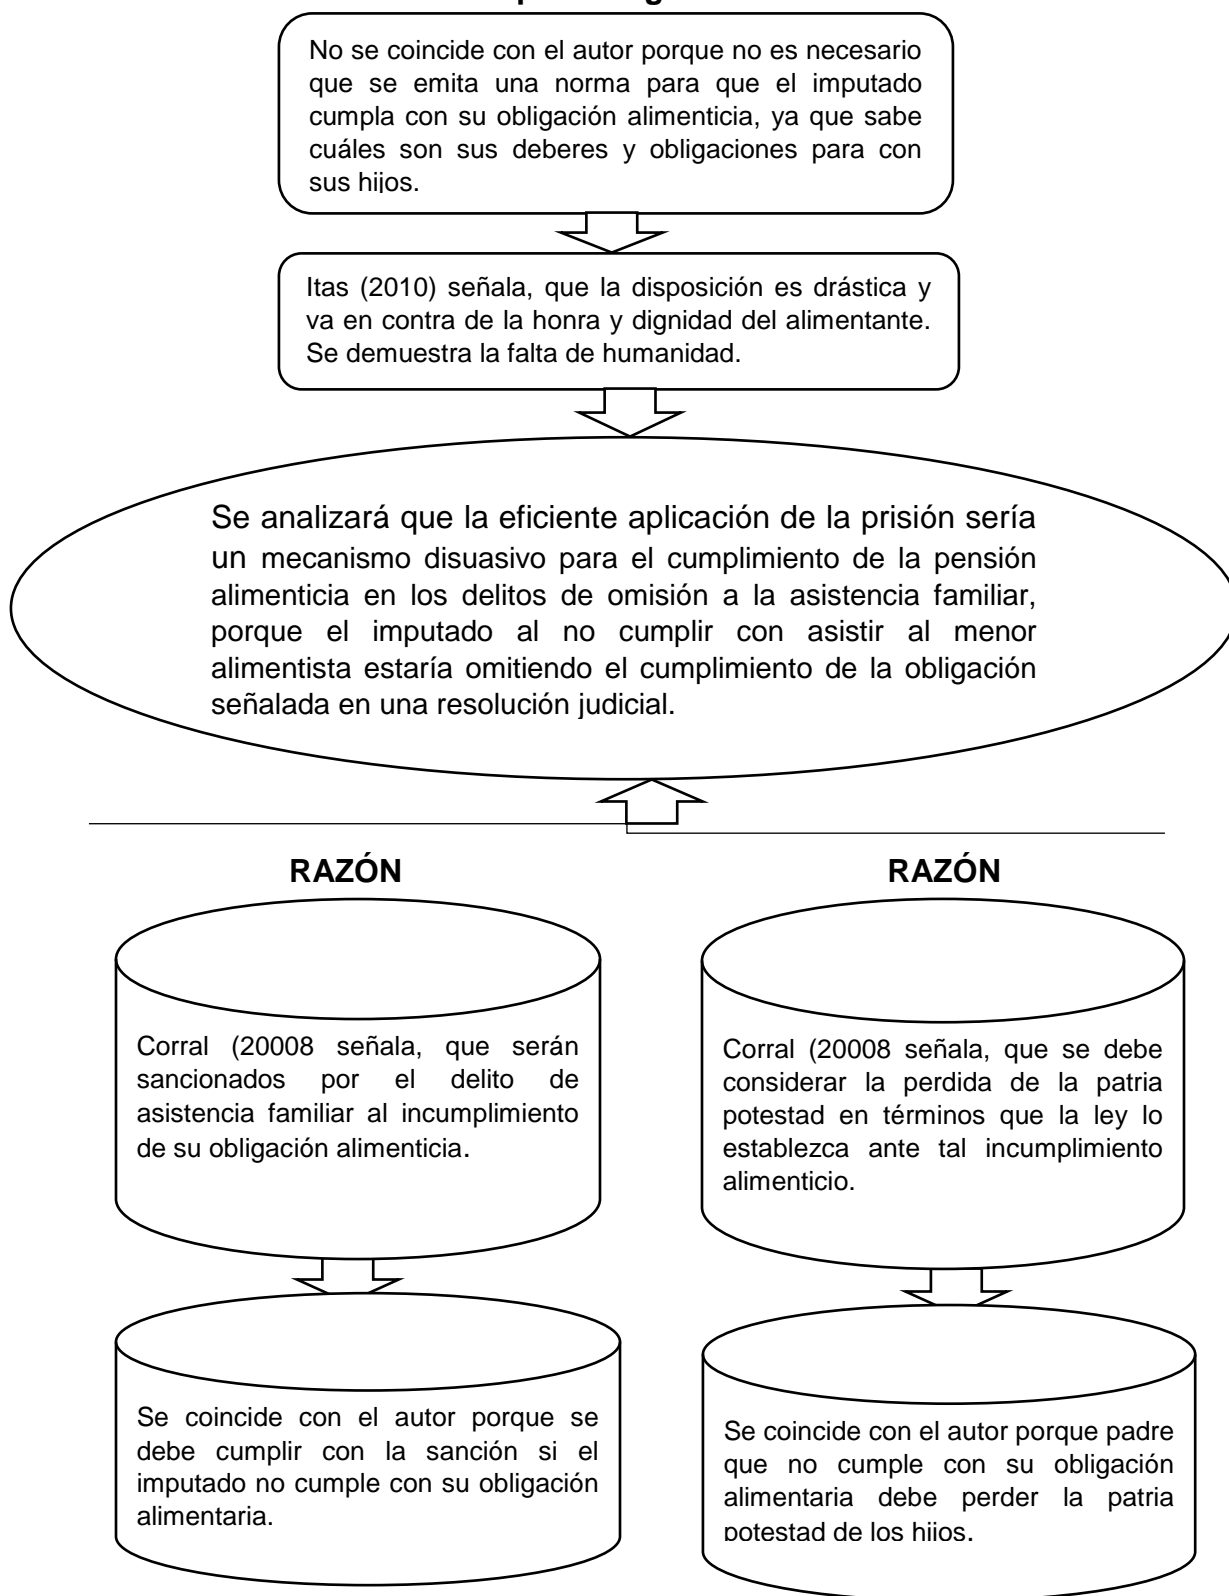 No se coincide con el autor porque no es necesario
que se emita una norma para que el imputado
cumpla con su obligación alimenticia, ya que sabe
cuáles son sus deberes y obligaciones para con
sus hijos.
Itas (2010) señala, que la disposición es drástica y
va en contra de la honra y dignidad del alimentante.
Se demuestra la falta de humanidad.
Se analizará que la eficiente aplicación de la prisión sería
un mecanismo disuasivo para el cumplimiento de la pensión
alimenticia en los delitos de omisión a la asistencia familiar,
porque el imputado al no cumplir con asistir al menor
alimentista estaría omitiendo el cumplimiento de la obligación
señalada en una resolución judicial.
RAZÓN
Corral (20008 señala, que serán
sancionados por el delito de
asistencia familiar al incumplimiento
de su obligación alimenticia.
Se coincide con el autor porque se
debe cumplir con la sanción si el
imputado no cumple con su obligación
alimentaria.
RAZÓN
Corral (20008 señala, que se debe
considerar la perdida de la patria
potestad en términos que la ley lo
establezca ante tal incumplimiento
alimenticio.
Se coincide con el autor porque padre
que no cumple con su obligación
alimentaria debe perder la patria
potestad de los hijos.